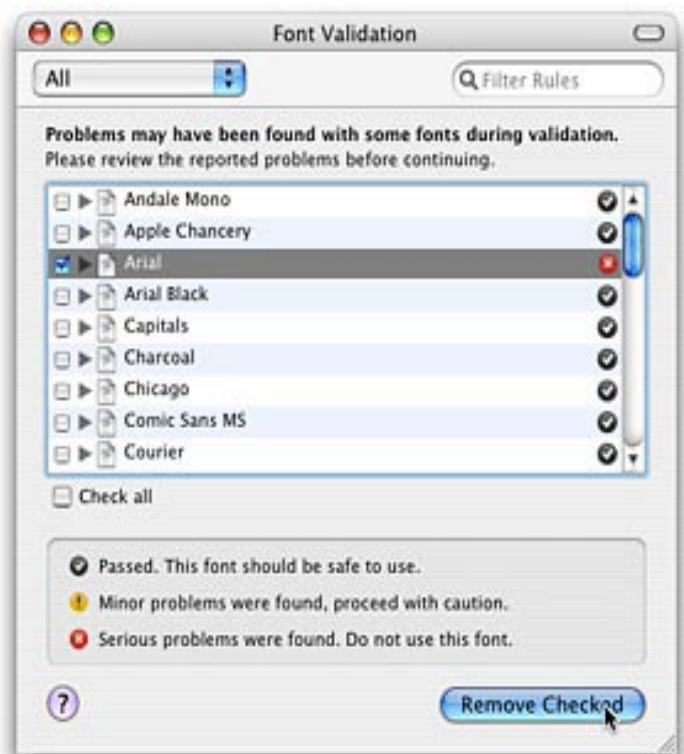 Font Validation
All
Filter Rules
Problems may have been found with some fonts during validation.
Please review the reported problems before continuing.
Andale Mono
Apple Chancery
Arial
Arial Black
Capitals
Charcoal
Chicago
Comic Sans MS
Courier
Check all
Passed. This font should be safe to use.
Minor problems were found, proceed with caution.
Serious problems were found. Do not use this font.
? Remove Checked